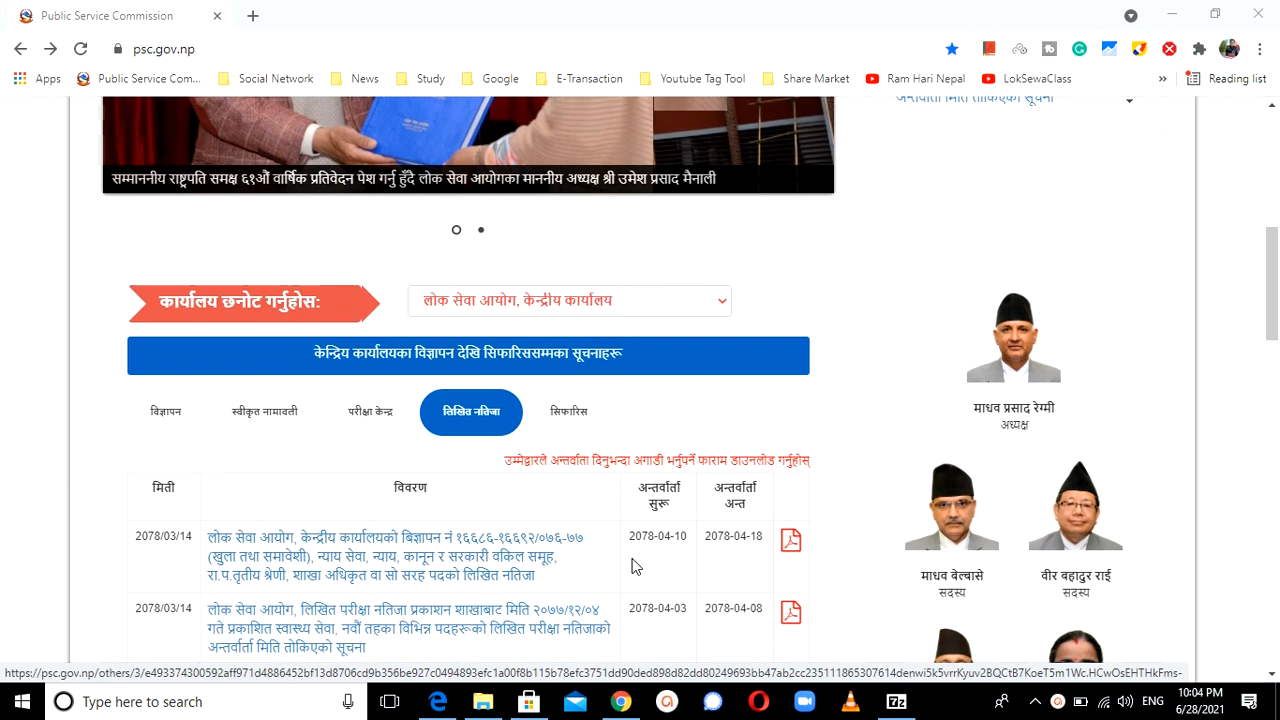 Public Service Commission
psc.gov.np
Apps
Public Service Com...
Social Network
News
Study
Google
E-Transaction
Youtube Tag Tool
Share Market
Ram Hari Nepal
LokSewaClass
»
Reading list
अन्तर्वार्ता मिति तोकिएको सूचना
सम्माननीय राष्ट्रपति समक्ष ६१औं वार्षिक प्रतिवेदन पेश गर्नु हुँदै लोक सेवा आयोगका माननीय अध्यक्ष श्री उमेश प्रसाद मैनाली
कार्यालय छनोट गर्नुहोस:
लोक सेवा आयोग, केन्द्रीय कार्यालय
केन्द्रिय कार्यालयका विज्ञापन देखि सिफारिससम्मका सूचनाहरू
विज्ञापन
स्वीकृत नामावली
परीक्षा केन्द्र
लिखित नतिजा
सिफारिस
उम्मेद्वारले अन्तर्वार्ता दिनुभन्दा अगाडी भर्नुपर्ने फाराम डाउनलोड गर्नुहोस्
मिती
विवरण
अन्तर्वार्ता
सुरू
अन्तर्वार्ता
अन्त
2078/03/14
लोक सेवा आयोग, केन्द्रीय कार्यालयको बिज्ञापन नं १६६८६-१६६९२/०७६-७७
(खुला तथा समावेशी), न्याय सेवा, न्याय, कानून र सरकारी वकिल समूह,
रा.प.तृतीय श्रेणी, शाखा अधिकृत वा सो सरह पदको लिखित नतिजा
2078-04-10
2078-04-18
2078/03/14
लोक सेवा आयोग, लिखित परीक्षा नतिजा प्रकाशन शाखाबाट मिति २०७७/१२/०४
गते प्रकाशित स्वास्थ्य सेवा, नवौं तहका विभिन्न पदहरूको लिखित परीक्षा नतिजाको
अन्तर्वार्ता मिति तोकिएको सूचना
2078-04-03
2078-04-08
माधव प्रसाद रेग्मी
अध्यक्ष
माधव बेल्बासे
सदस्य
वीर बहादुर राई
सदस्य
Type here to search
Zz
ENG
10:04 PM
6/28/2021